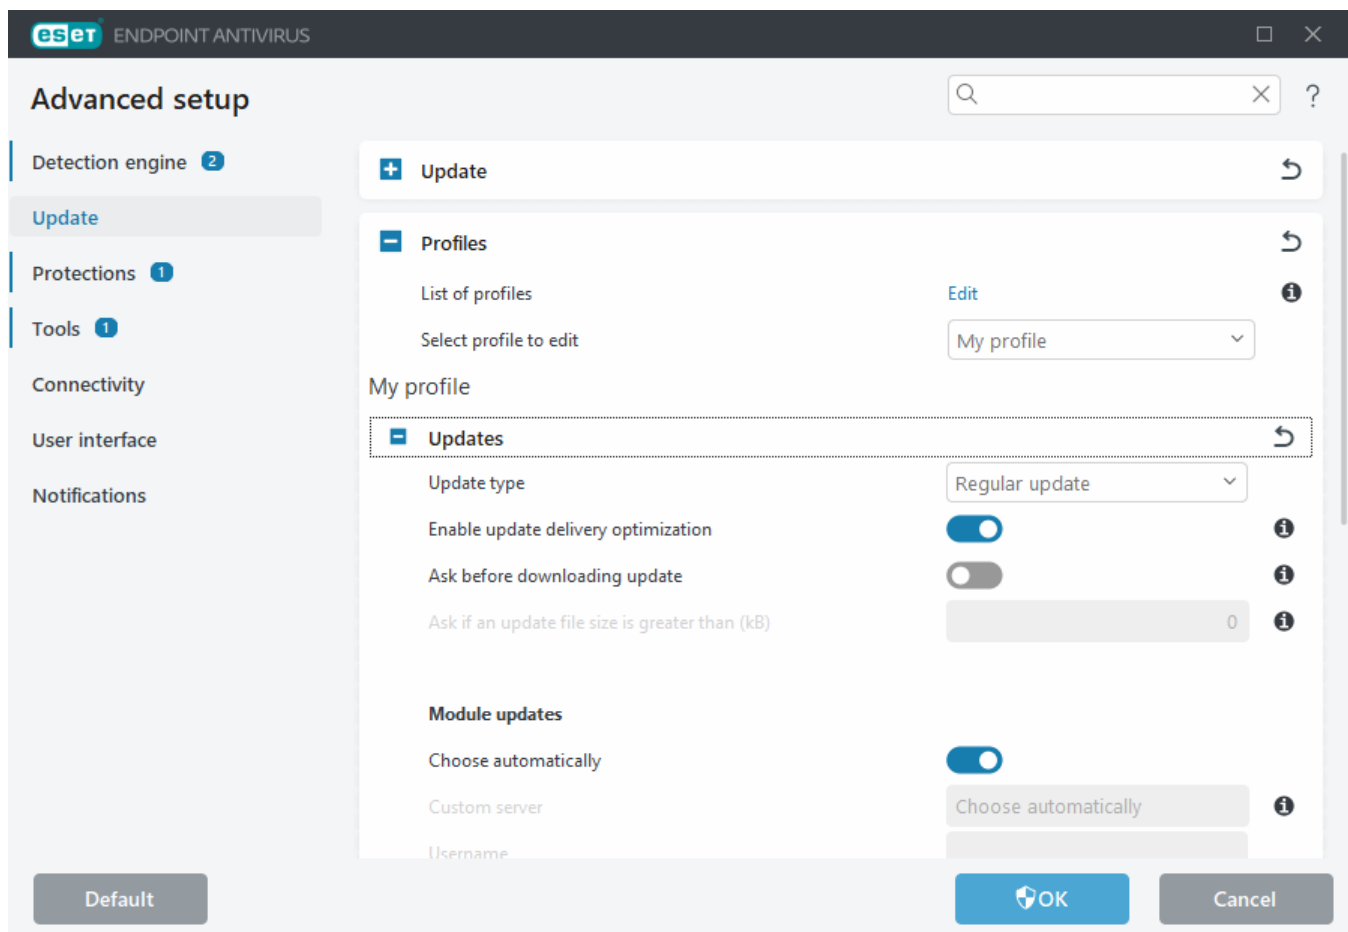 eset ENDPOINT ANTIVIRUS
Advanced setup
?
Detection engine 2
Update
Protections 1
Tools 1
Connectivity
User interface
Notifications
Update
Profiles
List of profiles Edit
Select profile to edit My profile
My profile
Updates
Update type Regular update
Enable update delivery optimization
Ask before downloading update
Ask if an update file size is greater than (kB) 0
Module updates
Choose automatically
Custom server Choose automatically
Username
Default OK Cancel